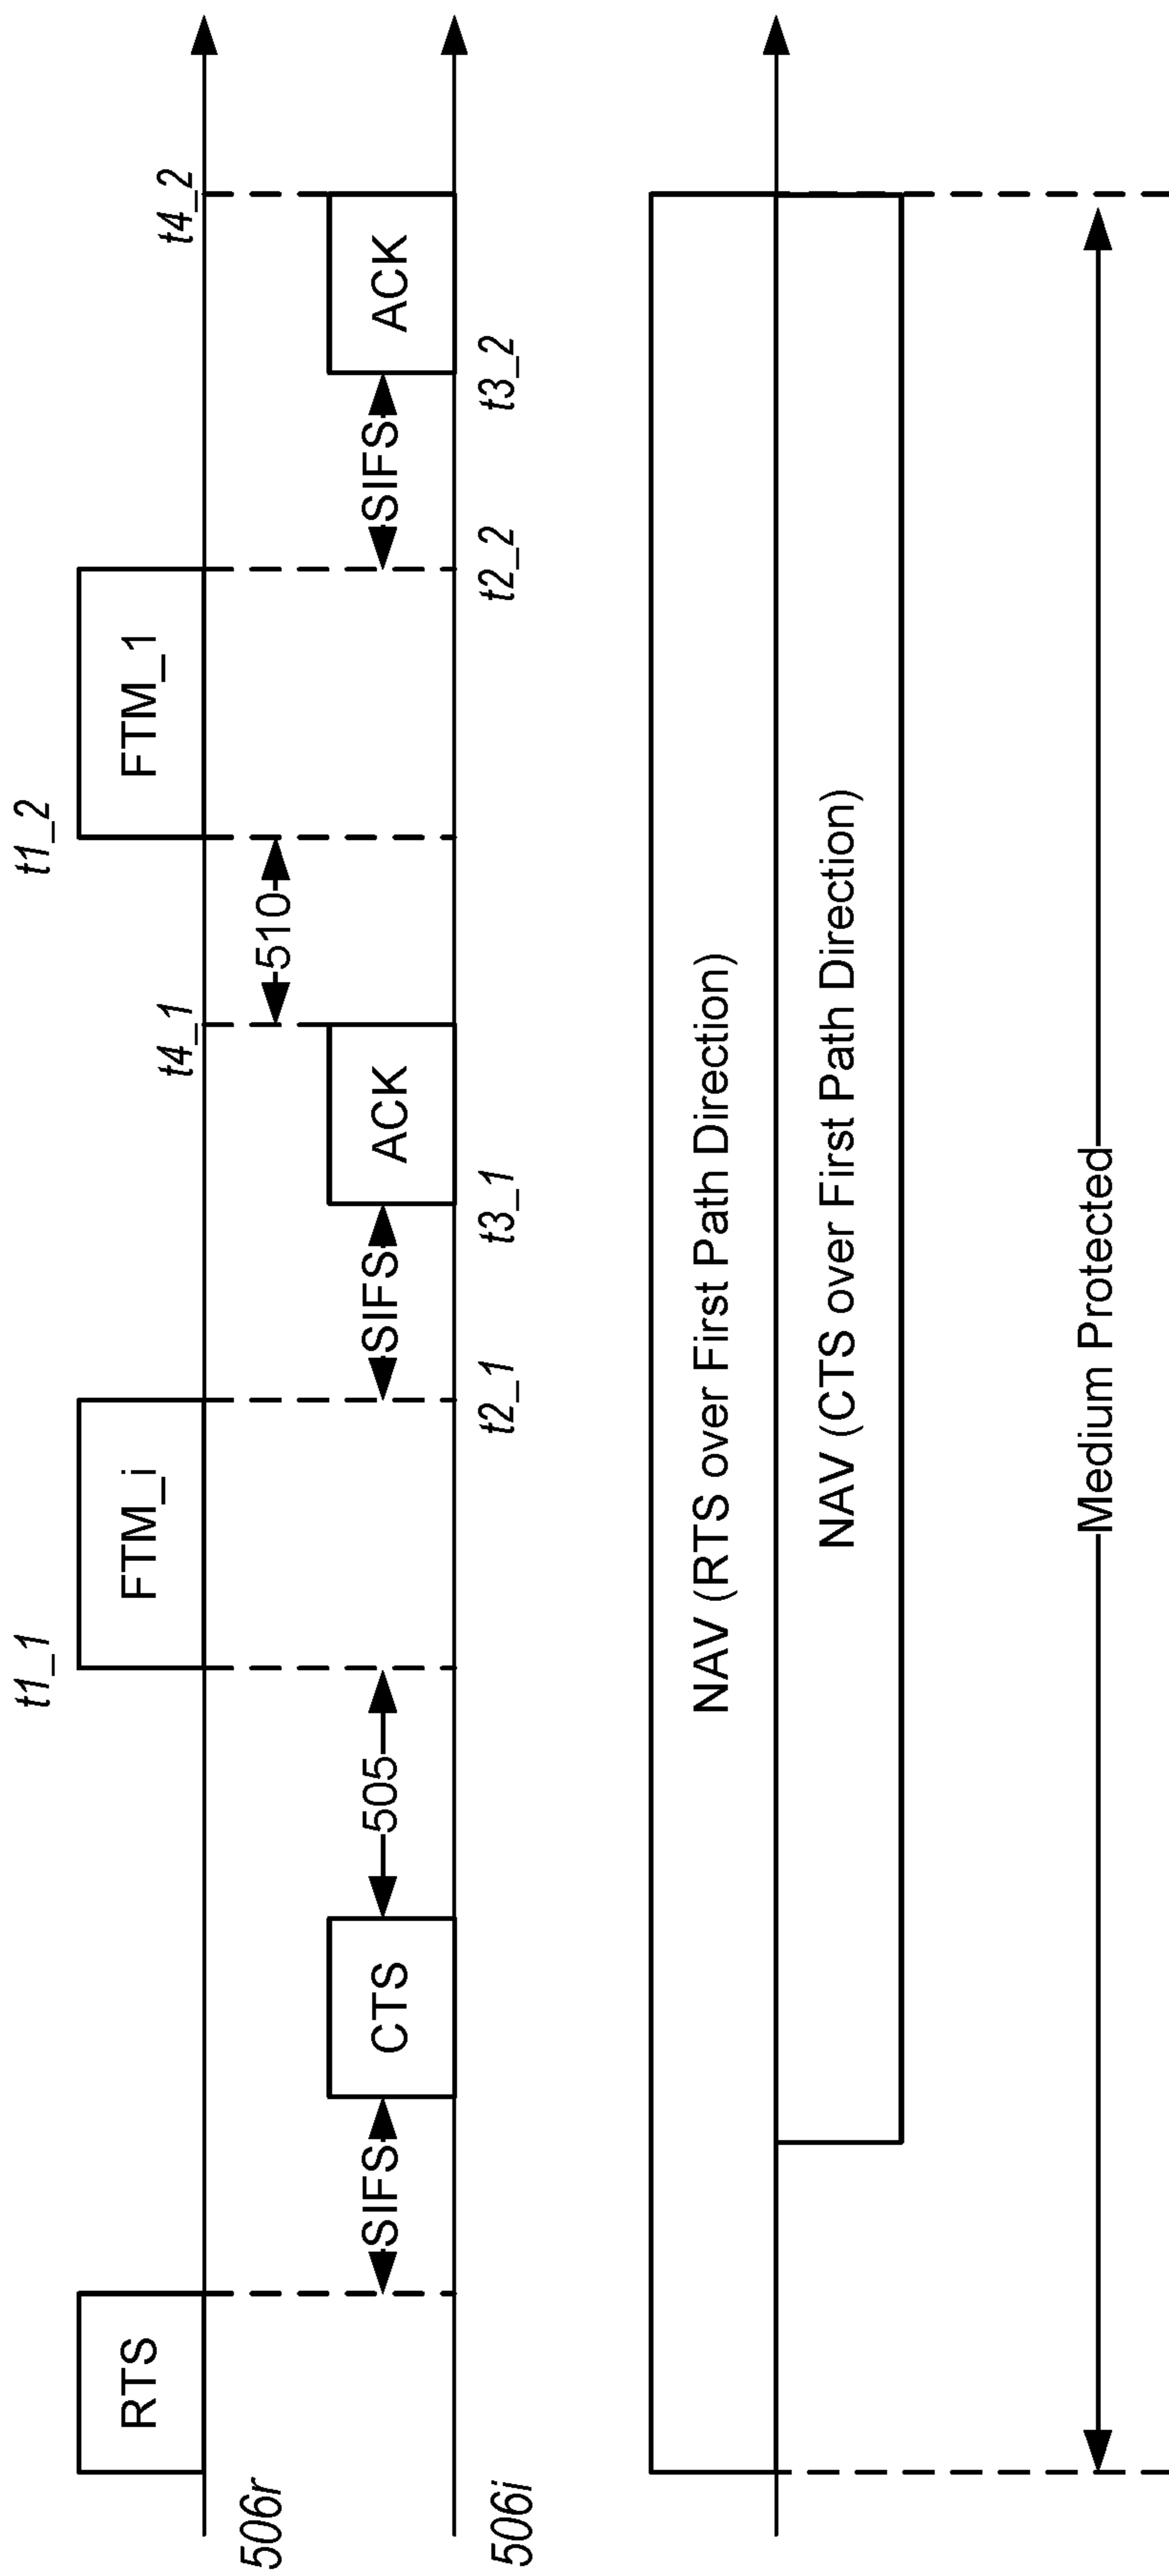 t1_1
t1_2
RTS
FTM_i
FTM_1
506r
t4_1
t4_2
510
SIFS
CTS
505
SIFS
ACK
SIFS
ACK
506i
t2_1
t3_1
t2_2
t3_2
NAV (RTS over First Path Direction)
NAV (CTS over First Path Direction)
Medium Protected